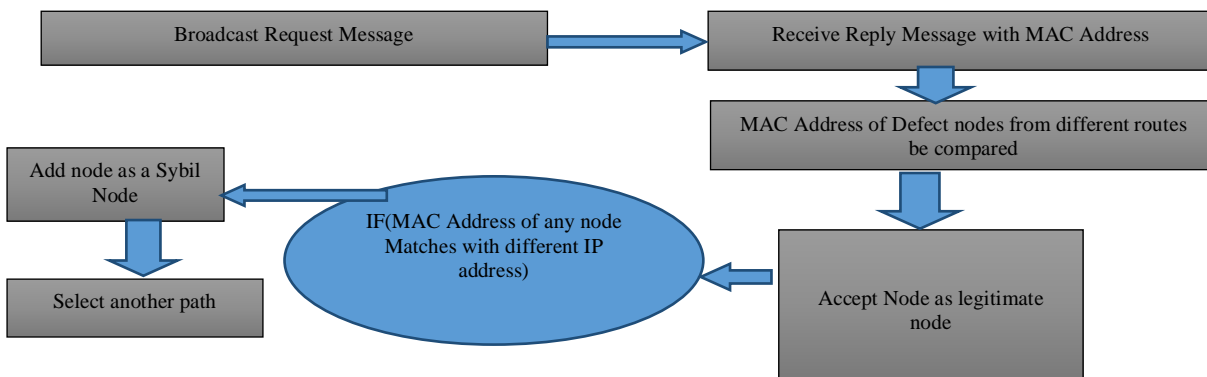 Broadcast Request Message
Receive Reply Message with MAC Address
MAC Address of Defect nodes from different routes
be compared
Add node as a Sybil
Node
IF(MAC Address of any node
Matches with different IP
address)
Select another path
Accept Node as legitimate
node